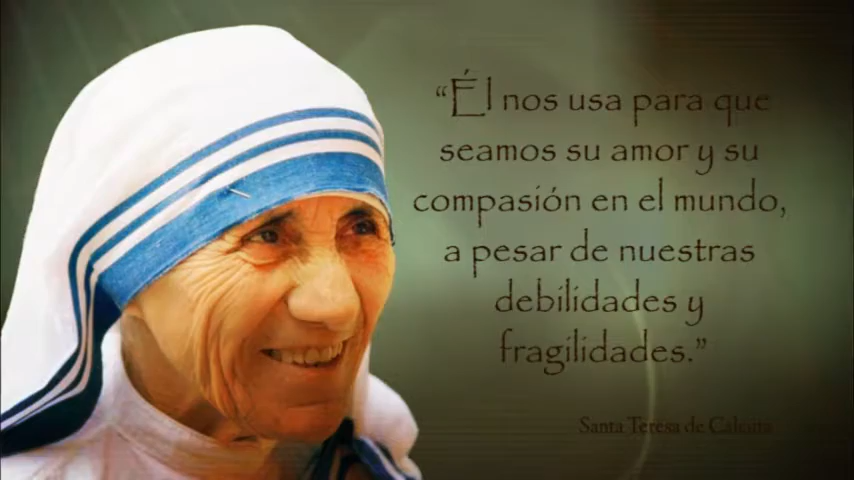 “Él nos usa para que
seamos su amor y su
compasión en el mundo,
a pesar de nuestras
debilidades y
fragilidades.”
Santa Teresa de Calcuta